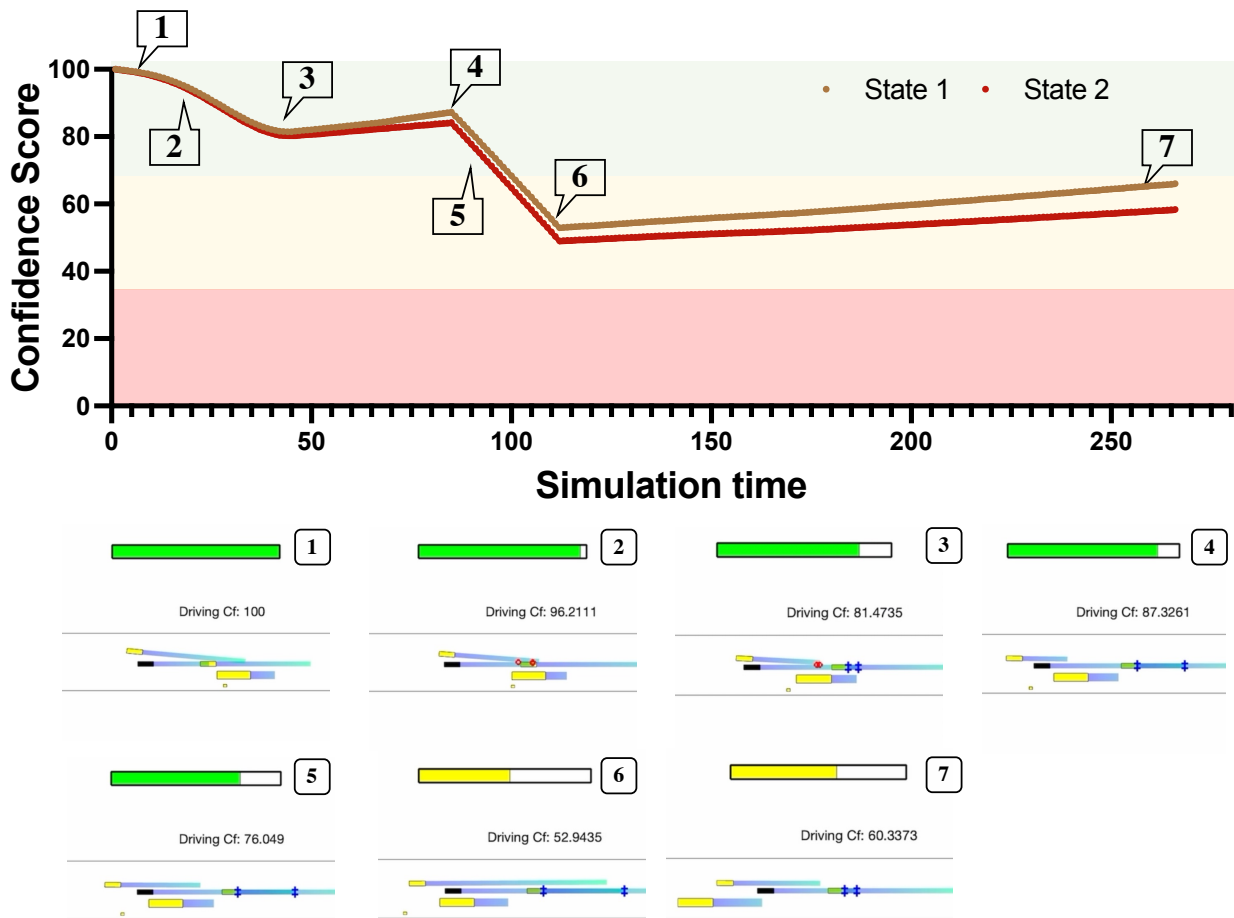 1
3
4
100
State 1
State 2
2
80
7
6
5
60
40
20
0
0
50
100
150
200
250
Confidence Score
Simulation time
1
2
3
4
Driving Cf: 100
Driving Cf: 96.2111
Driving Cf: 81.4735
Driving Cf: 87.3261
5
6
7
Driving Cf: 76.049
Driving Cf: 52.9435
Driving Cf: 60.3373